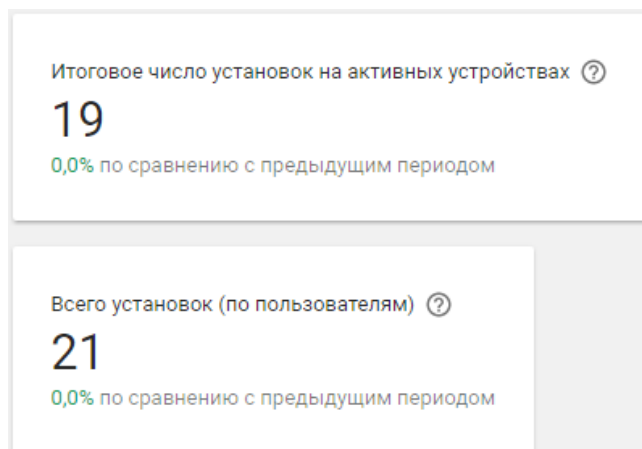 Итоговое число установок на активных устройствах ?
19
0,0% по сравнению с предыдущим периодом
Всего установок (по пользователям) ?
21
0,0% по сравнению с предыдущим периодом